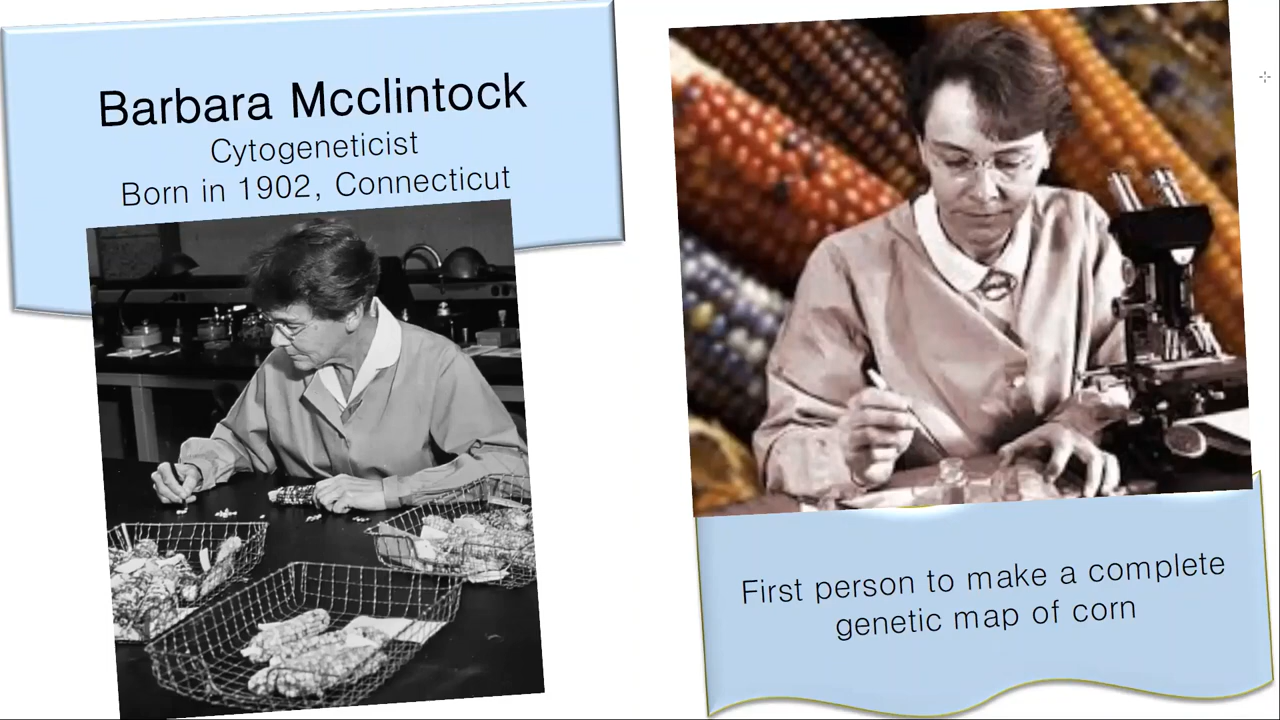 Barbara Mcclintock
Cytogeneticist
Born in 1902, Connecticut
First person to make a complete
genetic map of corn